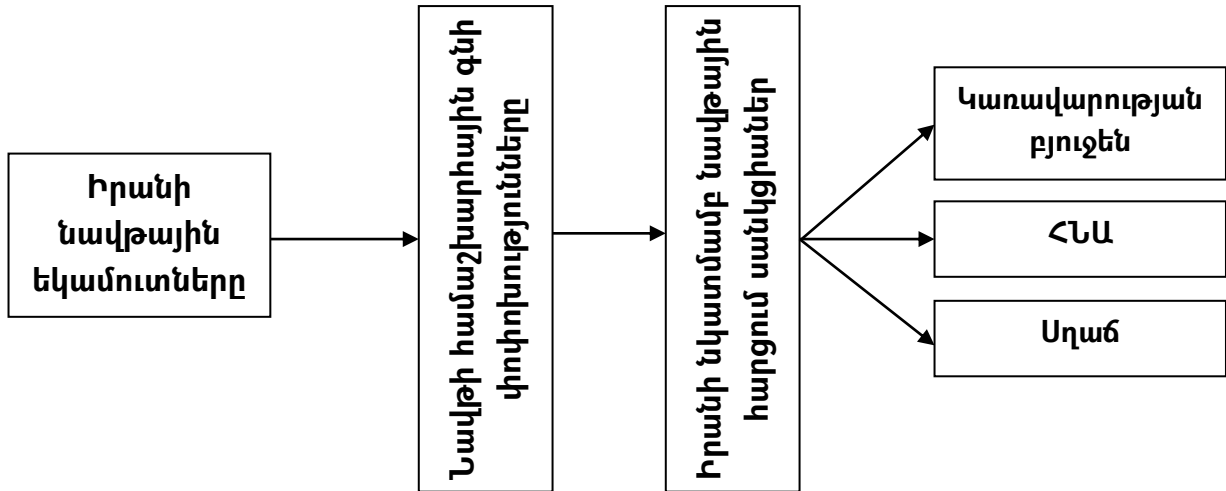 Իրանի
նավթային
եկամուտները
Նավթի համաշխարհային գնի
փոփոխությունները
Իրանի նկատմամբ նավթային
հարցում սանկցիաներ
Կառավարության
բյուջեն
ՀՆԱ
Սղաճ